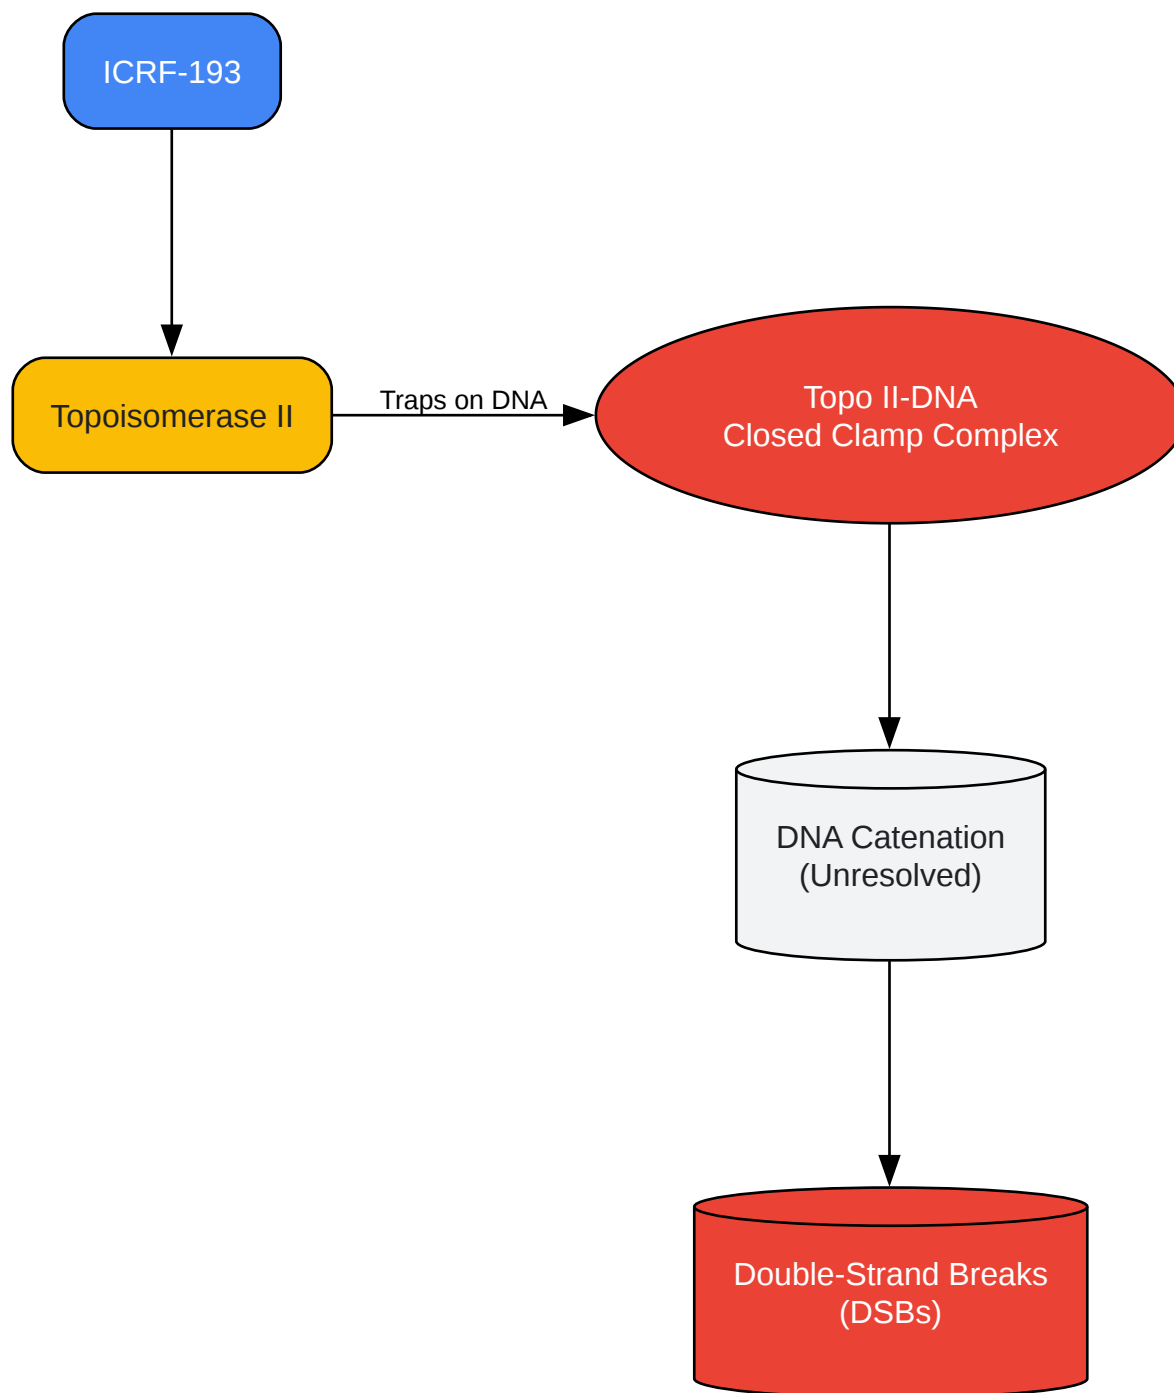 ICRF-193
Topoisomerase II
Traps on DNA
Topo II-DNA
Closed Clamp Complex
DNA Catenation
(Unresolved)
Double-Strand Breaks
(DSBs)